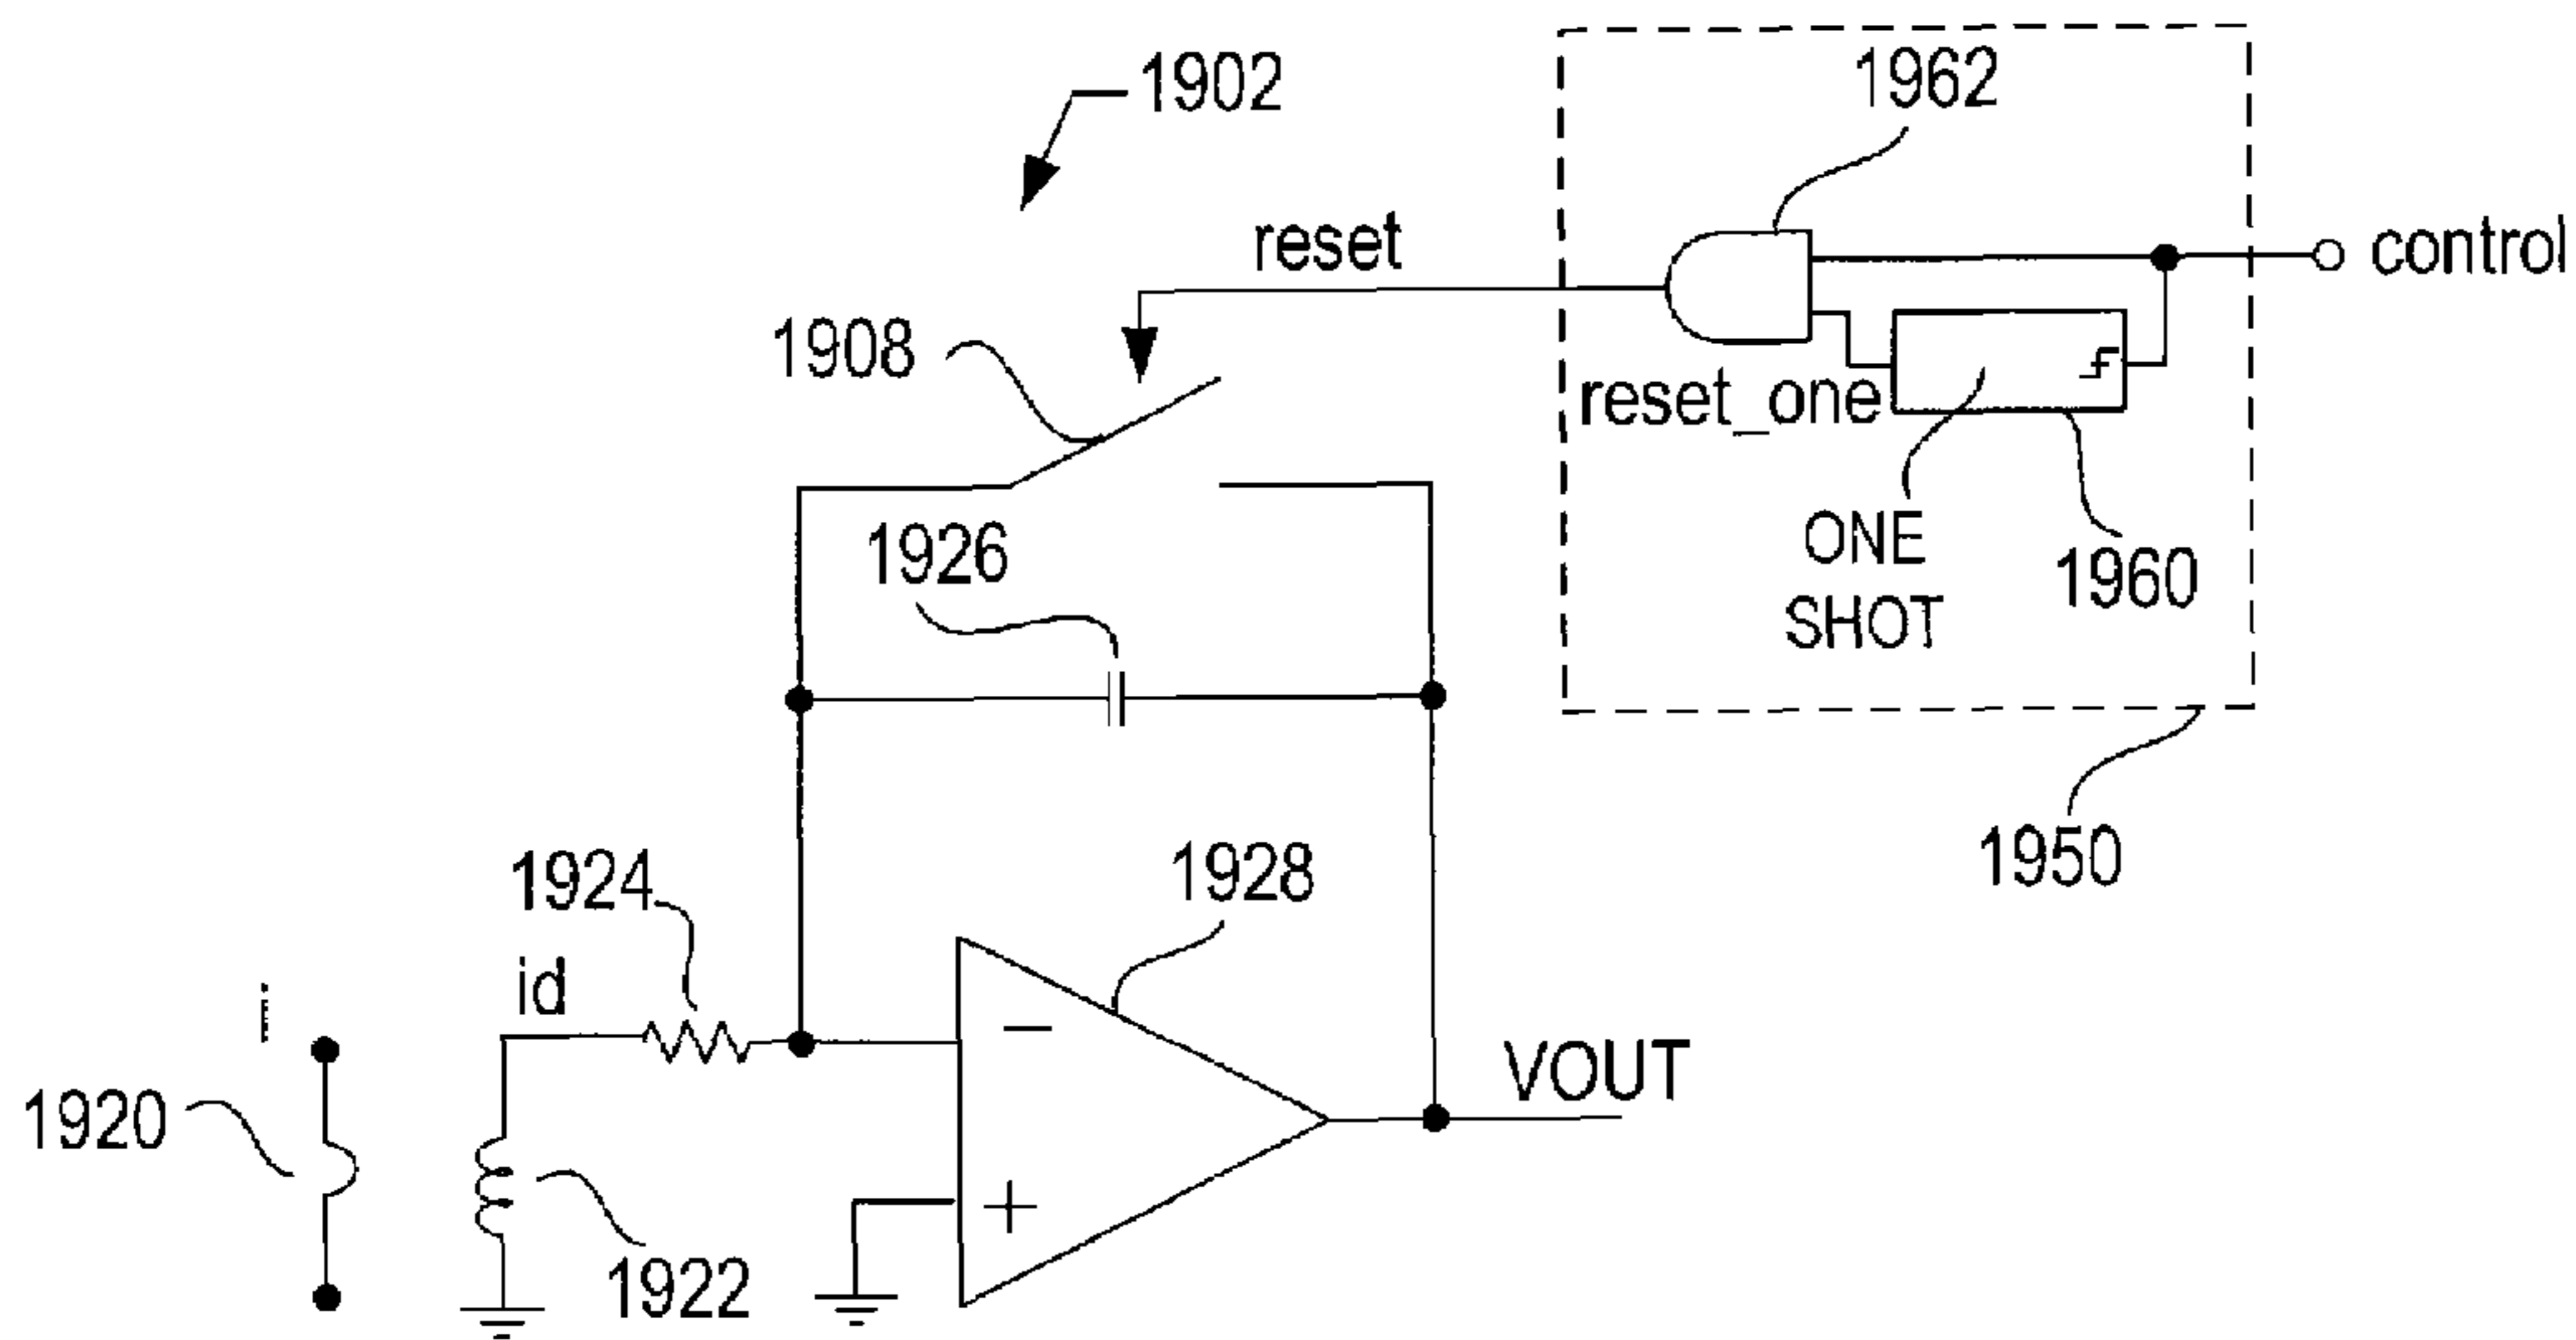 1902
1962
reset
control
1908
reset_one
1926
ONE
SHOT
1960
1950
1924
1928
id
i
VOUT
1920
1922